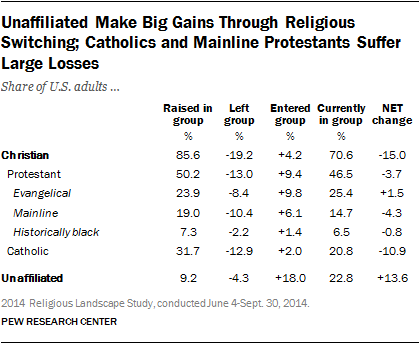 Unaffiliated Make Big Gains Through Religious
Switching; Catholics and Mainline Protestants Suffer
Large Losses
Share of U.S. adults ...
Raised in group Left group Entered group Currently in group NET change
% % % % %
Christian 85.6 -19.2 +4.2 70.6 -15.0
Protestant 50.2 -13.0 +9.4 46.5 -3.7
Evangelical 23.9 -8.4 +9.8 25.4 +1.5
Mainline 19.0 -10.4 +6.1 14.7 -4.3
Historically black 7.3 -2.2 +1.4 6.5 -0.8
Catholic 31.7 -12.9 +2.0 20.8 -10.9
Unaffiliated 9.2 -4.3 +18.0 22.8 +13.6
2014 Religious Landscape Study, conducted June 4-Sept. 30, 2014.
PEW RESEARCH CENTER